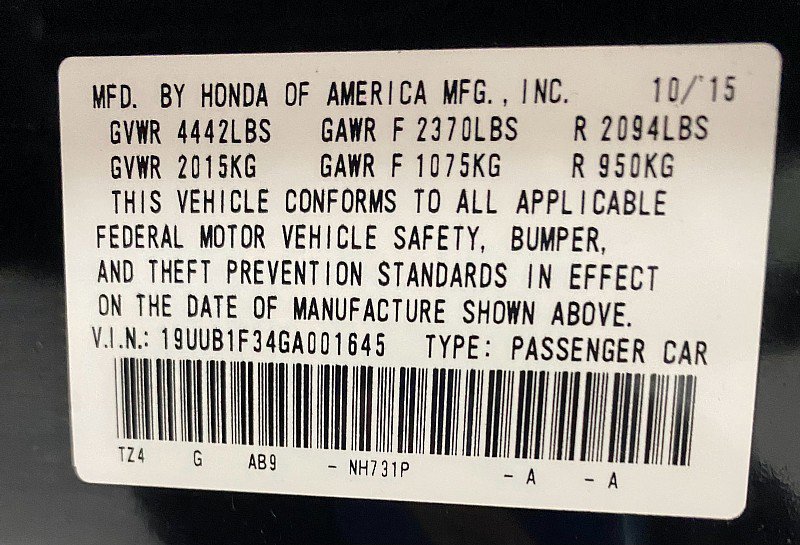 MFD. BY HONDA OF AMERICA MFG., INC. 10/'15
GVWR 4442LBS GAWR F 2370LBS R 2094LBS
GVWR 2015KG GAWR F 1075KG R 950KG
THIS VEHICLE CONFORMS TO ALL APPLICABLE
FEDERAL MOTOR VEHICLE SAFETY, BUMPER,
AND THEFT PREVENTION STANDARDS IN EFFECT
ON THE DATE OF MANUFACTURE SHOWN ABOVE.
V.I.N.: 19UUB1F34GA001645 TYPE: PASSENGER CAR
TZ4 G AB9 - NH731P - A - A